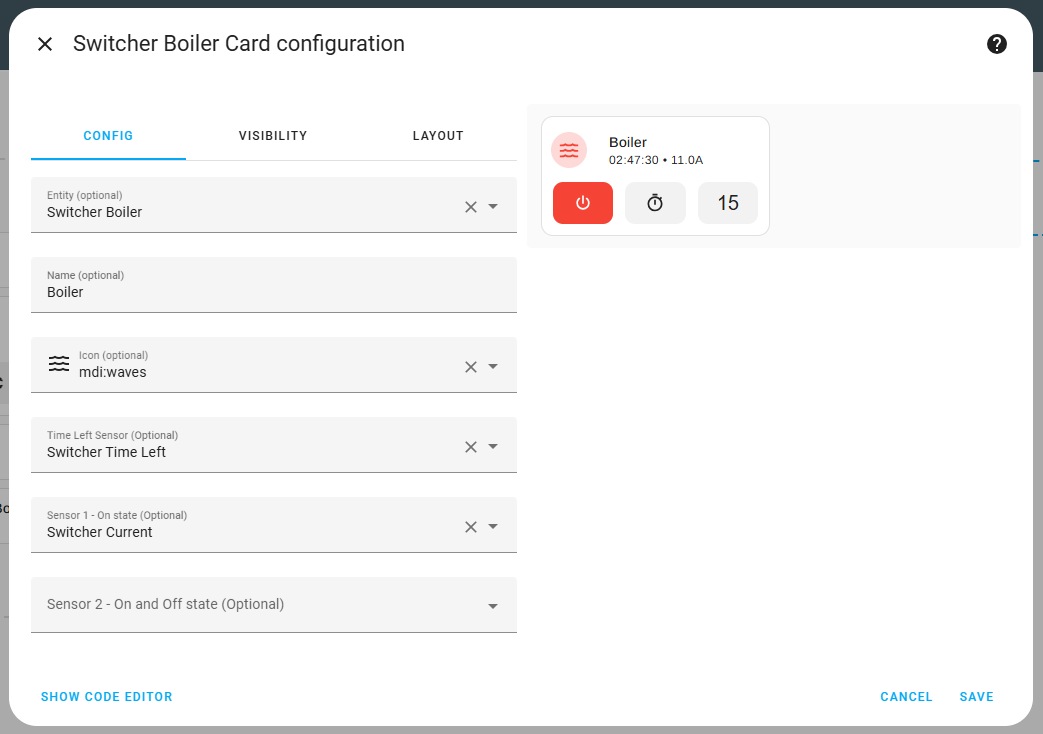 Switcher Boiler Card configuration
CONFIG
VISIBILITY
LAYOUT
Entity (optional)
Switcher Boiler
Name (optional)
Boiler
Icon (optional)
mdi:waves
Time Left Sensor (Optional)
Switcher Time Left
Sensor 1 - On state (Optional)
Switcher Current
Sensor 2 - On and Off state (Optional)
Boiler
02:47:30 • 11.0A
15
SHOW CODE EDITOR
CANCEL
SAVE